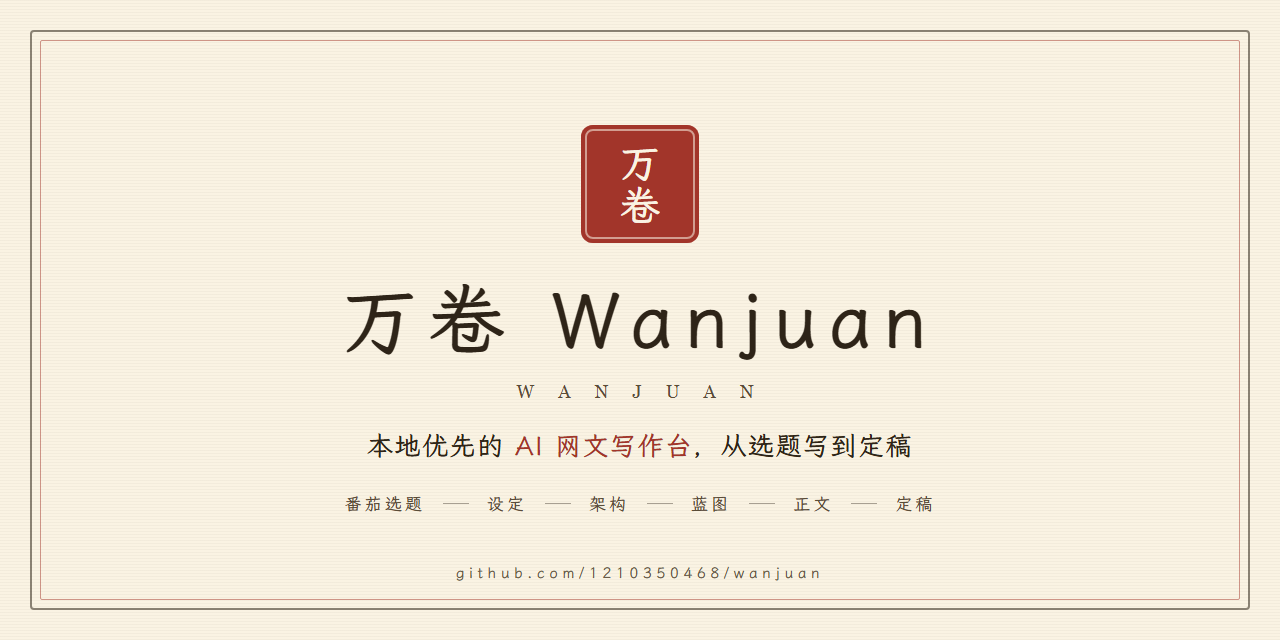 万
卷
万卷 Wanjuan
WANJUAN
本地优先的 AI 网文写作台，从选题写到定稿
番茄选题 — 设定 — 架构 — 蓝图 — 正文 — 定稿
github.com/1210350468/wanjuan